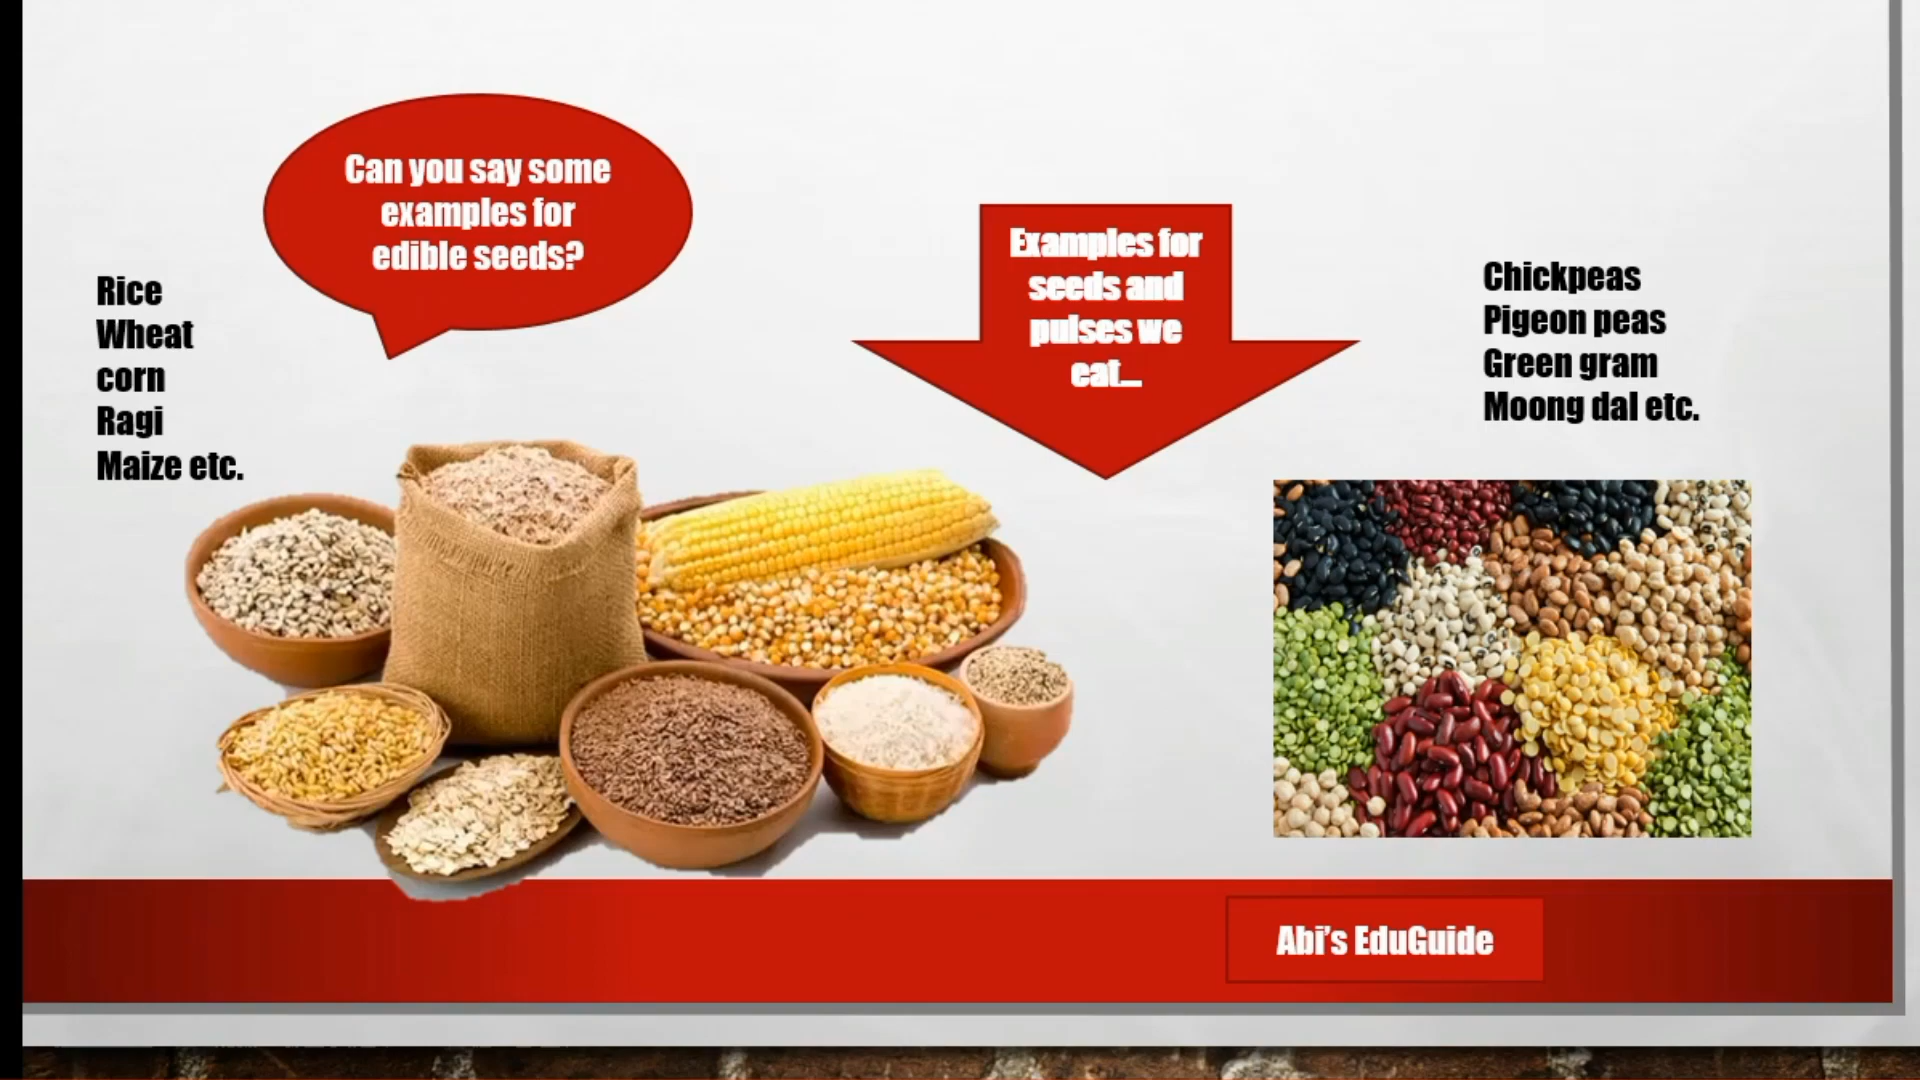 Can you say some
examples for
edible seeds?
Rice
Wheat
corn
Ragi
Maize etc.
Examples for
seeds and
pulses we
eat...
Chickpeas
Pigeon peas
Green gram
Moong dal etc.
Abi's EduGuide